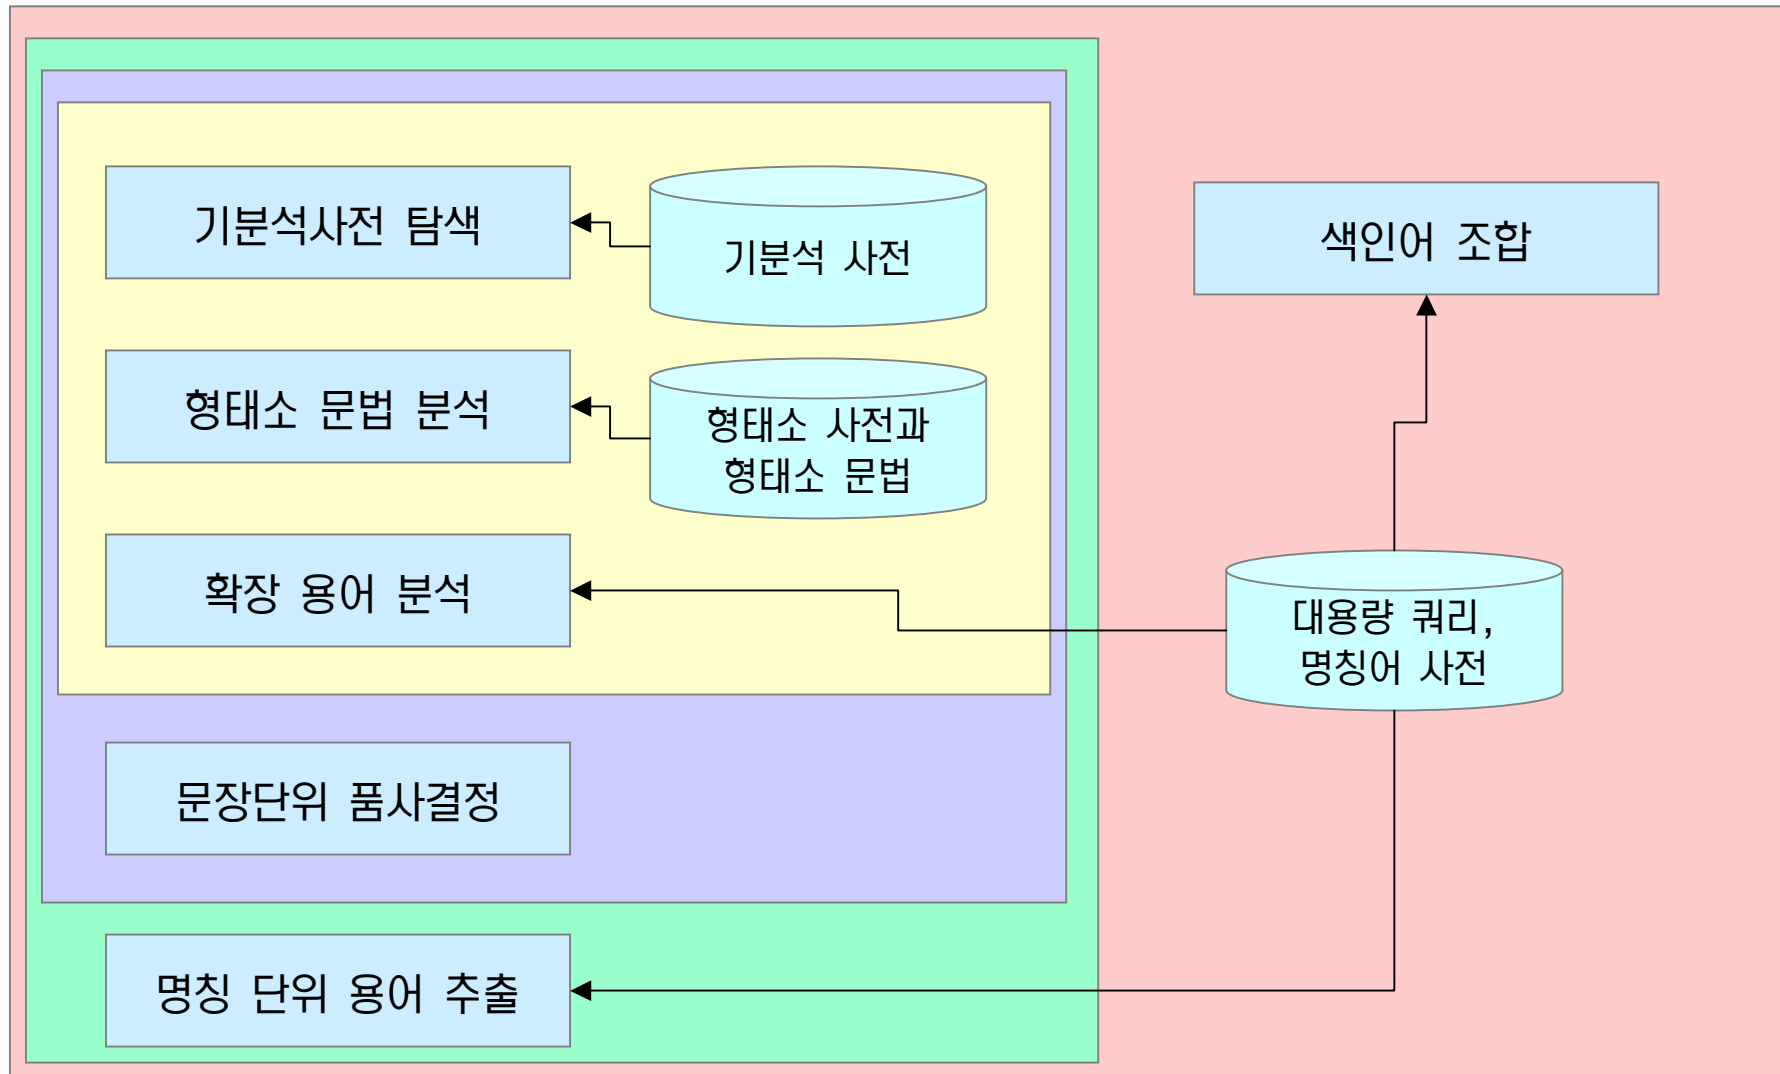 기분석사전 탐색
기분석 사전
색인어 조합
형태소 문법 분석
형태소 사전과
형태소 문법
확장 용어 분석
대용량 쿼리,
명칭어 사전
문장단위 품사결정
명칭 단위 용어 추출